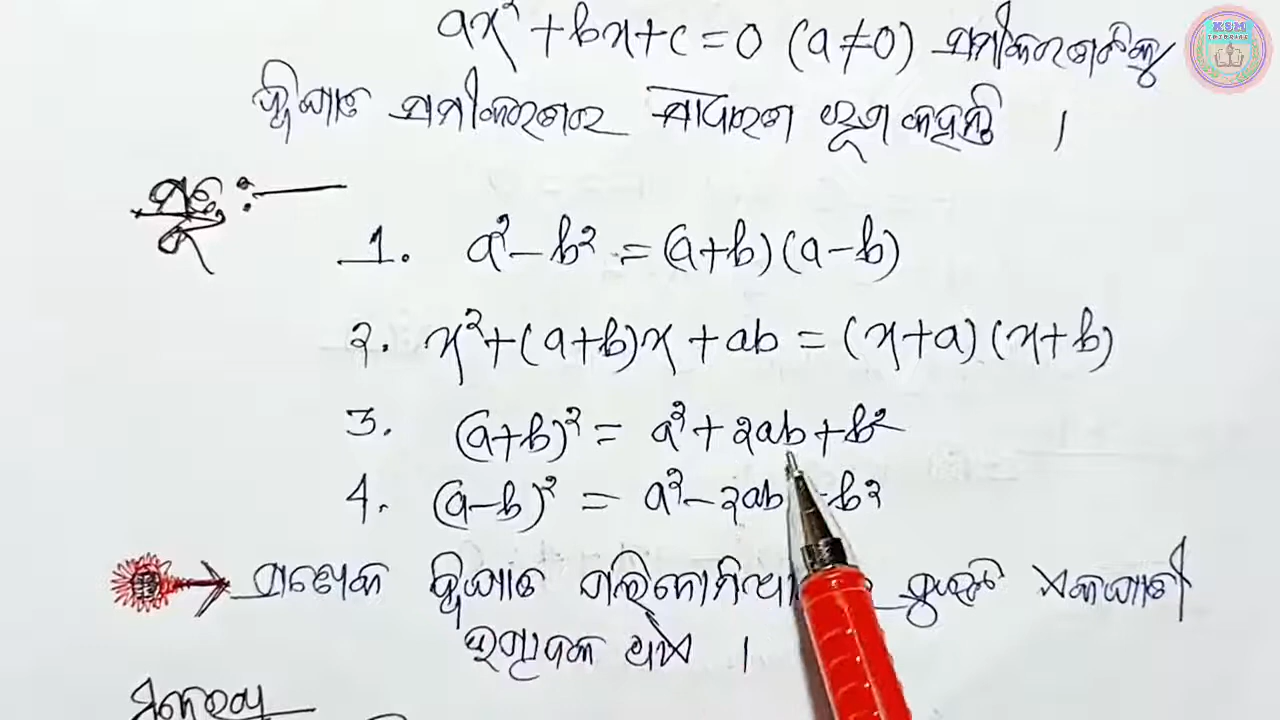 ax² + bx + c = 0 (a ≠ 0) ସମୀକରଣଟିକୁ
ଦ୍ୱିଘାତ ସମୀକରଣର ସାଧାରଣ ରୂପ କହନ୍ତି ।
KSM
ସୂତ୍ର :—
1. a² - b² = (a+b)(a-b)
2. x² + (a+b)x + ab = (x+a)(x+b)
3. (a+b)² = a² + 2ab + b²
4. (a-b)² = a² - 2ab b²
→ ପ୍ରତ୍ୟେକ ଦ୍ୱିଘାତ ପଲିନୋମିଆ ଦୁଇଟି ଏକଘାତୀ
ଉତ୍ପାଦକ ଥାଏ ।